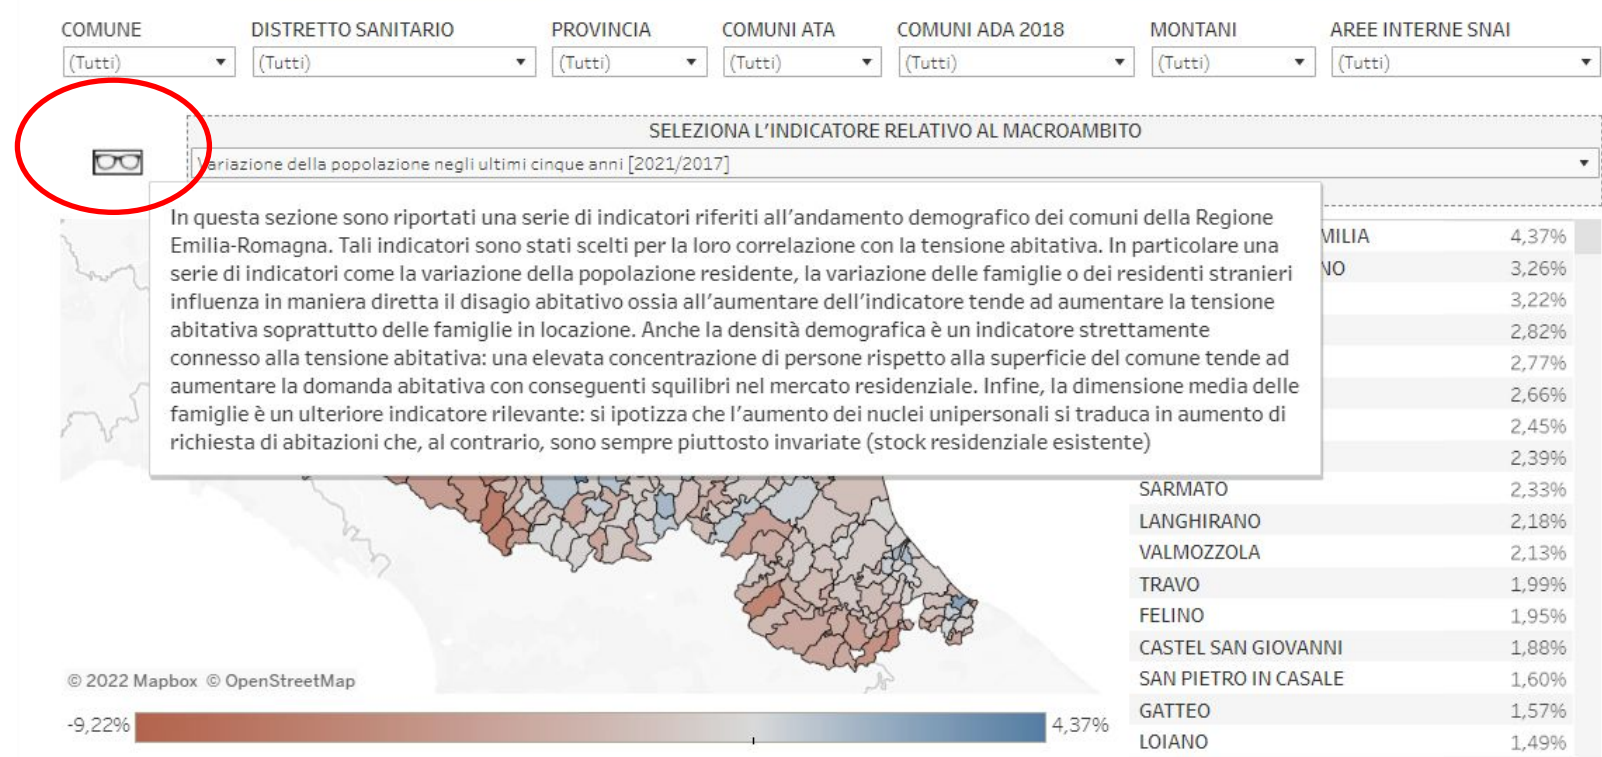 COMUNE DISTRETTO SANITARIO PROVINCIA COMUNI ATA COMUNI ADA 2018 MONTANI AREE INTERNE SNAI
(Tutti) (Tutti) (Tutti) (Tutti) (Tutti) (Tutti) (Tutti)
SELEZIONA L'INDICATORE RELATIVO AL MACROAMBITO
Variazione della popolazione negli ultimi cinque anni [2021/2017]
In questa sezione sono riportati una serie di indicatori riferiti all'andamento demografico dei comuni della Regione
Emilia-Romagna. Tali indicatori sono stati scelti per la loro correlazione con la tensione abitativa. In particolare una
serie di indicatori come la variazione della popolazione residente, la variazione delle famiglie o dei residenti stranieri
influenza in maniera diretta il disagio abitativo ossia all'aumentare dell'indicatore tende ad aumentare la tensione
abitativa soprattutto delle famiglie in locazione. Anche la densità demografica è un indicatore strettamente
connesso alla tensione abitativa: una elevata concentrazione di persone rispetto alla superficie del comune tende ad
aumentare la domanda abitativa con conseguenti squilibri nel mercato residenziale. Infine, la dimensione media delle
famiglie è un ulteriore indicatore rilevante: si ipotizza che l'aumento dei nuclei unipersonali si traduca in aumento di
richiesta di abitazioni che, al contrario, sono sempre piuttosto invariate (stock residenziale esistente)
MILIA 4,37%
NO 3,26%
3,22%
2,82%
2,77%
2,66%
2,45%
2,39%
SARMATO 2,33%
LANGHIRANO 2,18%
VALMOZZOLA 2,13%
TRAVO 1,99%
FELINO 1,95%
CASTEL SAN GIOVANNI 1,88%
SAN PIETRO IN CASALE 1,60%
GATTEO 1,57%
LOIANO 1,49%
© 2022 Mapbox © OpenStreetMap
-9,22% 4,37%